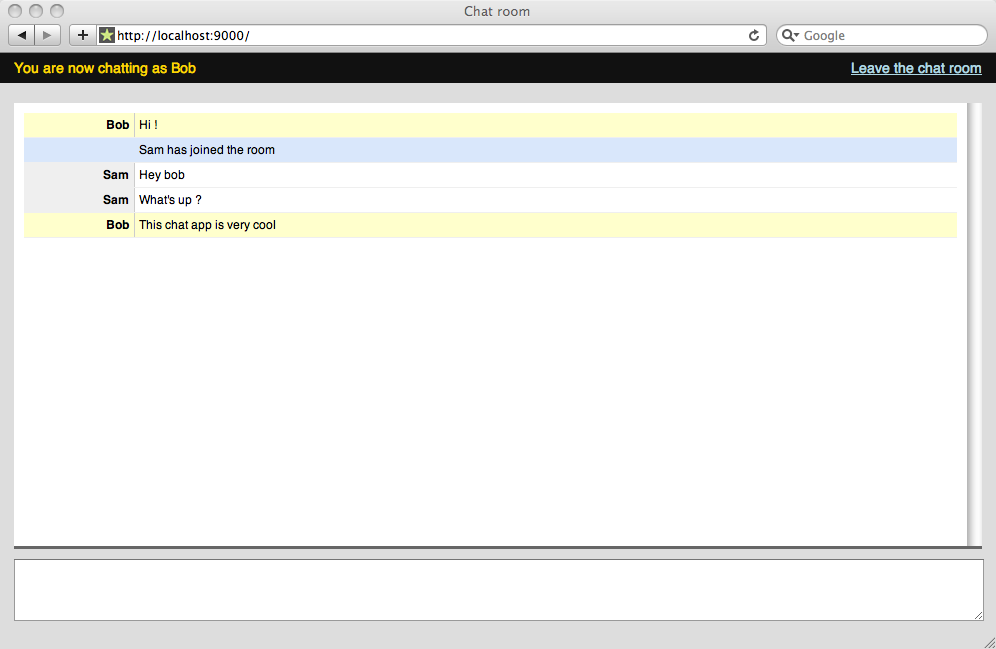 Chat room
http://localhost:9000/
Google
You are now chatting as Bob
Leave the chat room
Bob Hi !
Sam has joined the room
Sam Hey bob
Sam What's up ?
Bob This chat app is very cool